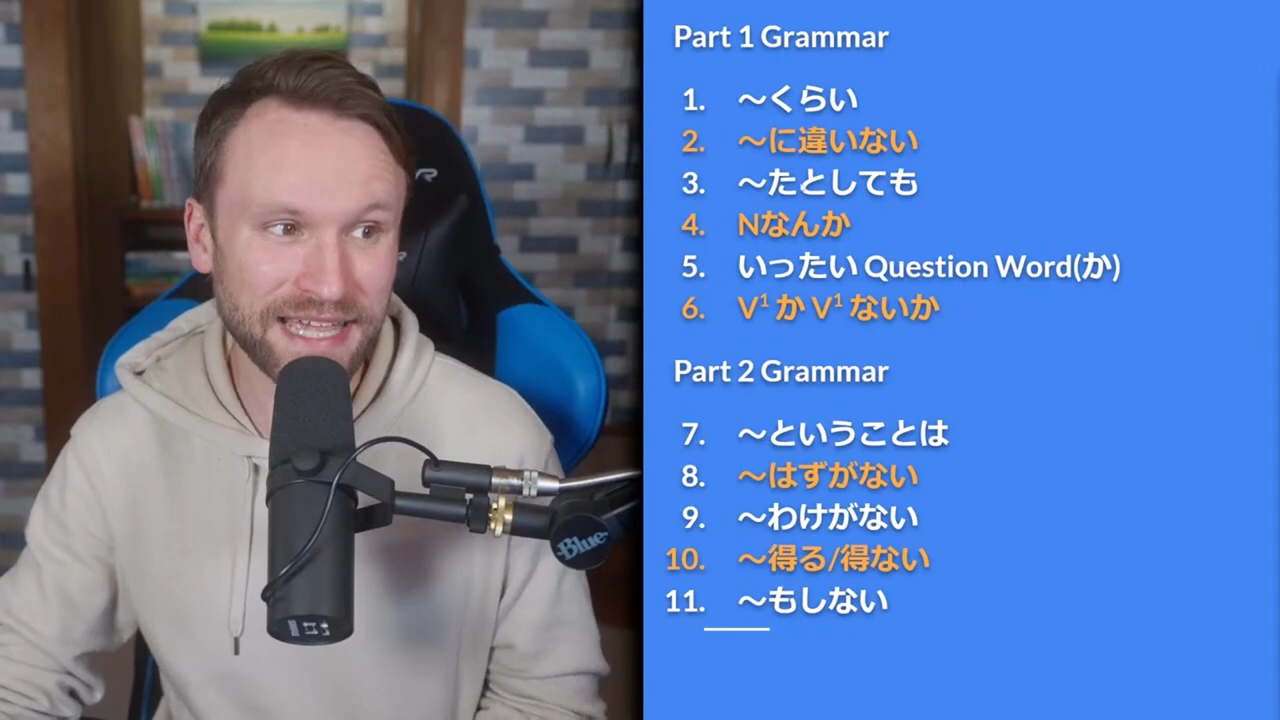 Part 1 Grammar
1. ～くらい
2. ～に違いない
3. ～たとしても
4. Nなんか
5. いったい Question Word(か)
6. V¹ か V¹ ないか
Part 2 Grammar
7. ～ということは
8. ～はずがない
9. ～わけがない
10. ～得る/得ない
11. ～もしない
Blue